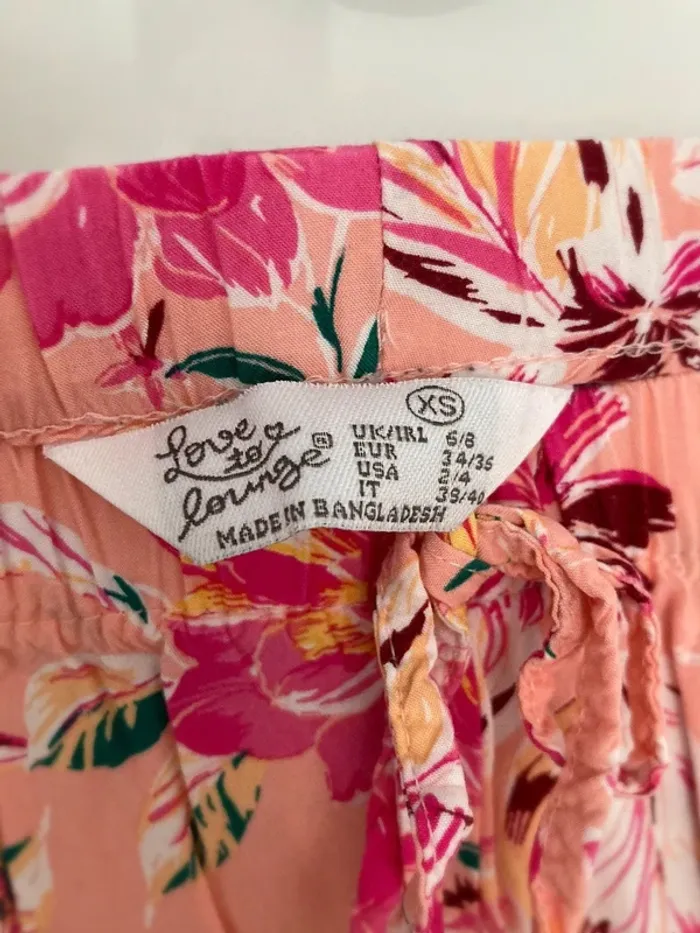 XS
Love to
lounge
UK/IRL 6/8
EUR 34/36
USA 2/4
IT 39/40
MADE IN BANGLADESH